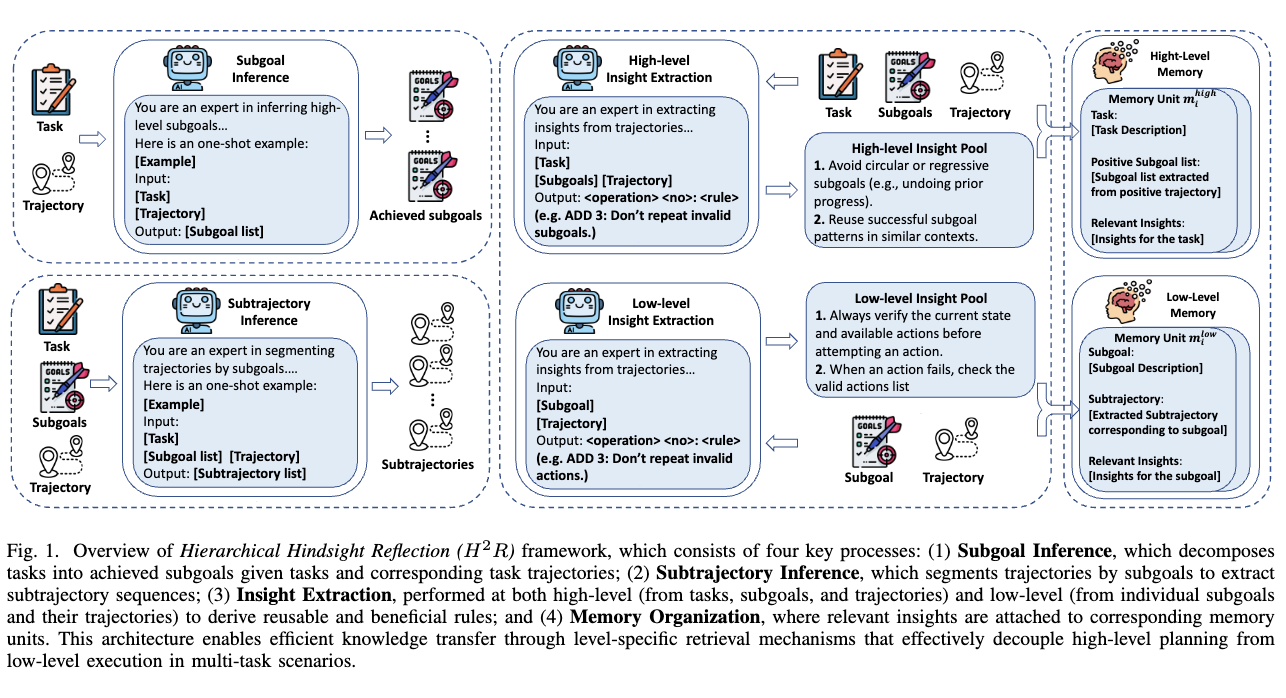 Task
Trajectory
Subgoal
Inference
You are an expert in inferring high-
level subgoals...
Here is an one-shot example:
[Example]
Input:
[Task]
[Trajectory]
Output: [Subgoal list]
AI
GOALS
GOALS
Achieved subgoals
Task
GOALS
Subgoals
Trajectory
Subtrajectory
Inference
You are an expert in segmenting
trajectories by subgoals....
Here is an one-shot example:
[Example]
Input:
[Task]
[Subgoal list] [Trajectory]
Output: [Subtrajectory list]
AI
Subtrajectories
High-level
Insight Extraction
You are an expert in extracting
insights from trajectories...
Input:
[Task]
[Subgoals] [Trajectory]
Output: <operation> <no>: <rule>
(e.g. ADD 3: Don't repeat invalid
subgoals.)
AI
GOALS
Task
Subgoals
Trajectory
High-level Insight Pool
1. Avoid circular or regressive
subgoals (e.g., undoing prior
progress).
2. Reuse successful subgoal
patterns in similar contexts.
Low-level
Insight Extraction
You are an expert in extracting
insights from trajectories...
Input:
[Subgoal]
[Trajectory]
Output: <operation> <no>: <rule>
(e.g. ADD 3: Don't repeat invalid
actions.)
AI
Low-level Insight Pool
1. Always verify the current state
and available actions before
attempting an action.
2. When an action fails, check the
valid actions list
GOALS
Subgoal
Trajectory
Hight-Level
Memory
Memory Unit m_i^high
Task:
[Task Description]
Positive Subgoal list:
[Subgoal list extracted
from positive trajectory]
Relevant Insights:
[Insights for the task]
Low-Level
Memory
Memory Unit m_i^low
Subgoal:
[Subgoal Description]
Subtrajectory:
[Extracted Subtrajectory
corresponding to subgoal]
Relevant Insights:
[Insights for the subgoal]
Fig. 1. Overview of Hierarchical Hindsight Reflection (H²R) framework, which consists of four key processes: (1) Subgoal Inference, which decomposes
tasks into achieved subgoals given tasks and corresponding task trajectories; (2) Subtrajectory Inference, which segments trajectories by subgoals to extract
subtrajectory sequences; (3) Insight Extraction, performed at both high-level (from tasks, subgoals, and trajectories) and low-level (from individual subgoals
and their trajectories) to derive reusable and beneficial rules; and (4) Memory Organization, where relevant insights are attached to corresponding memory
units. This architecture enables efficient knowledge transfer through level-specific retrieval mechanisms that effectively decouple high-level planning from
low-level execution in multi-task scenarios.